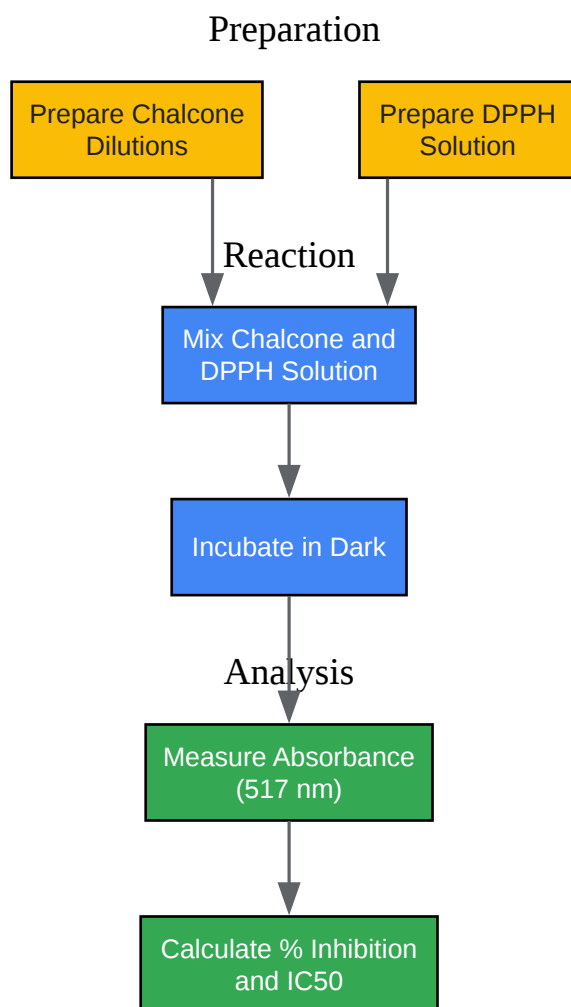 Preparation
Prepare Chalcone
Dilutions
Prepare DPPH
Solution
Reaction
Mix Chalcone and
DPPH Solution
Incubate in Dark
Analysis
Measure Absorbance
(517 nm)
Calculate % Inhibition
and IC50